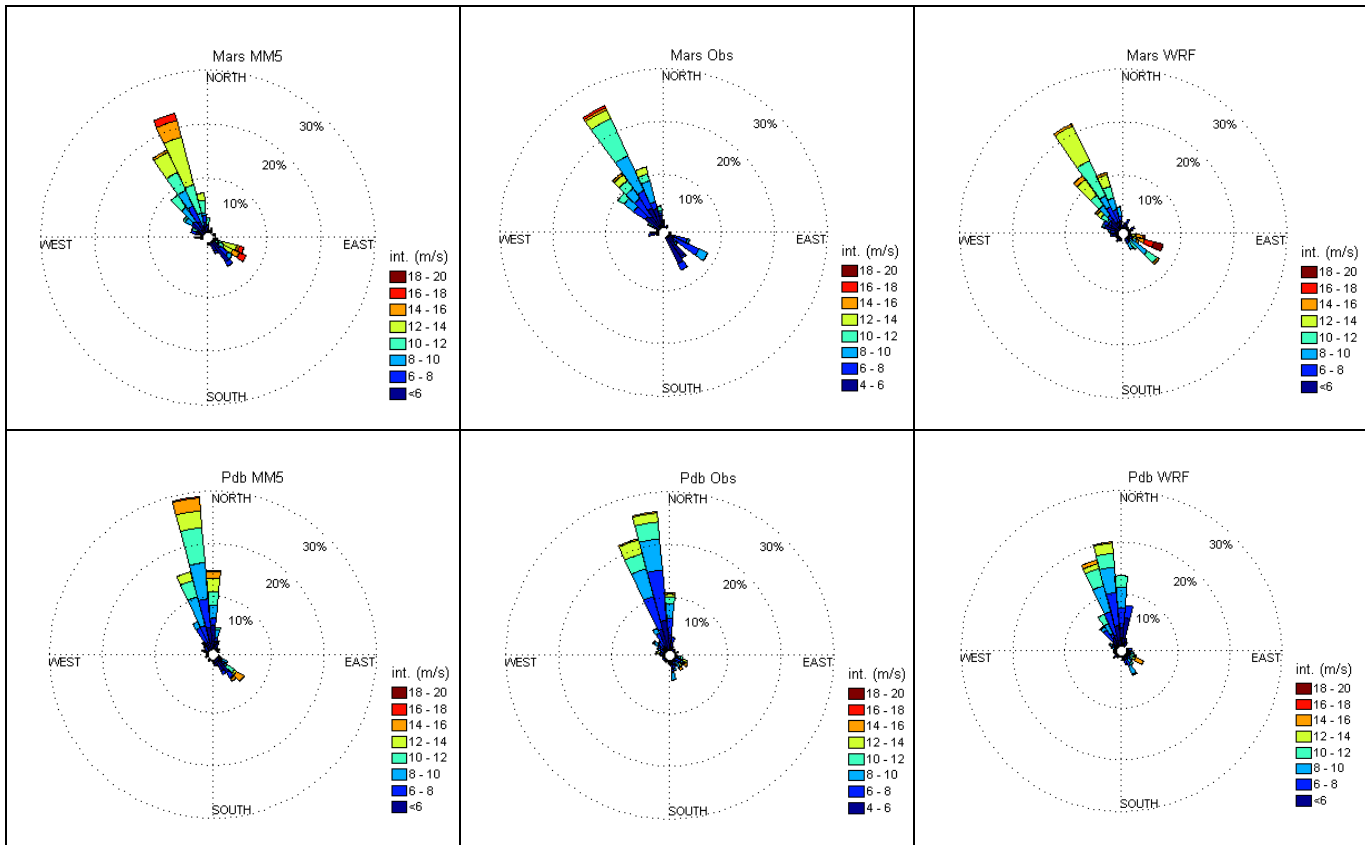 Mars MM5
NORTH
30%
20%
10%
WEST
EAST
SOUTH
int. (m/s)
18 - 20
16 - 18
14 - 16
12 - 14
10 - 12
8 - 10
6 - 8
<6
Mars Obs
NORTH
30%
20%
10%
WEST
EAST
SOUTH
int. (m/s)
18 - 20
16 - 18
14 - 16
12 - 14
10 - 12
8 - 10
6 - 8
4 - 6
Mars WRF
NORTH
30%
20%
10%
WEST
EAST
SOUTH
int. (m/s)
18 - 20
16 - 18
14 - 16
12 - 14
10 - 12
8 - 10
6 - 8
<6
Pdb MM5
NORTH
30%
20%
10%
WEST
EAST
SOUTH
int. (m/s)
18 - 20
16 - 18
14 - 16
12 - 14
10 - 12
8 - 10
6 - 8
<6
Pdb Obs
NORTH
30%
20%
10%
WEST
EAST
SOUTH
int. (m/s)
18 - 20
16 - 18
14 - 16
12 - 14
10 - 12
8 - 10
6 - 8
4 - 6
Pdb WRF
NORTH
30%
20%
10%
WEST
EAST
SOUTH
int. (m/s)
18 - 20
16 - 18
14 - 16
12 - 14
10 - 12
8 - 10
6 - 8
<6